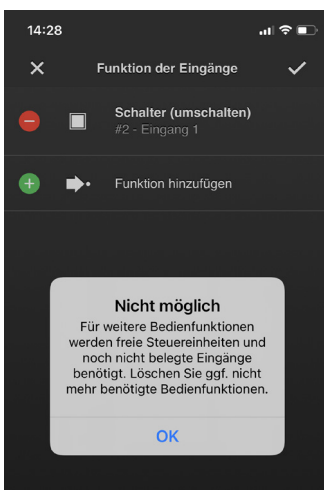 14:28
Funktion der Eingänge
Schalter (umschalten)
#2 - Eingang 1
Funktion hinzufügen
Nicht möglich
Für weitere Bedienfunktionen
werden freie Steuereinheiten und
noch nicht belegte Eingänge
benötigt. Löschen Sie ggf. nicht
mehr benötigte Bedienfunktionen.
OK